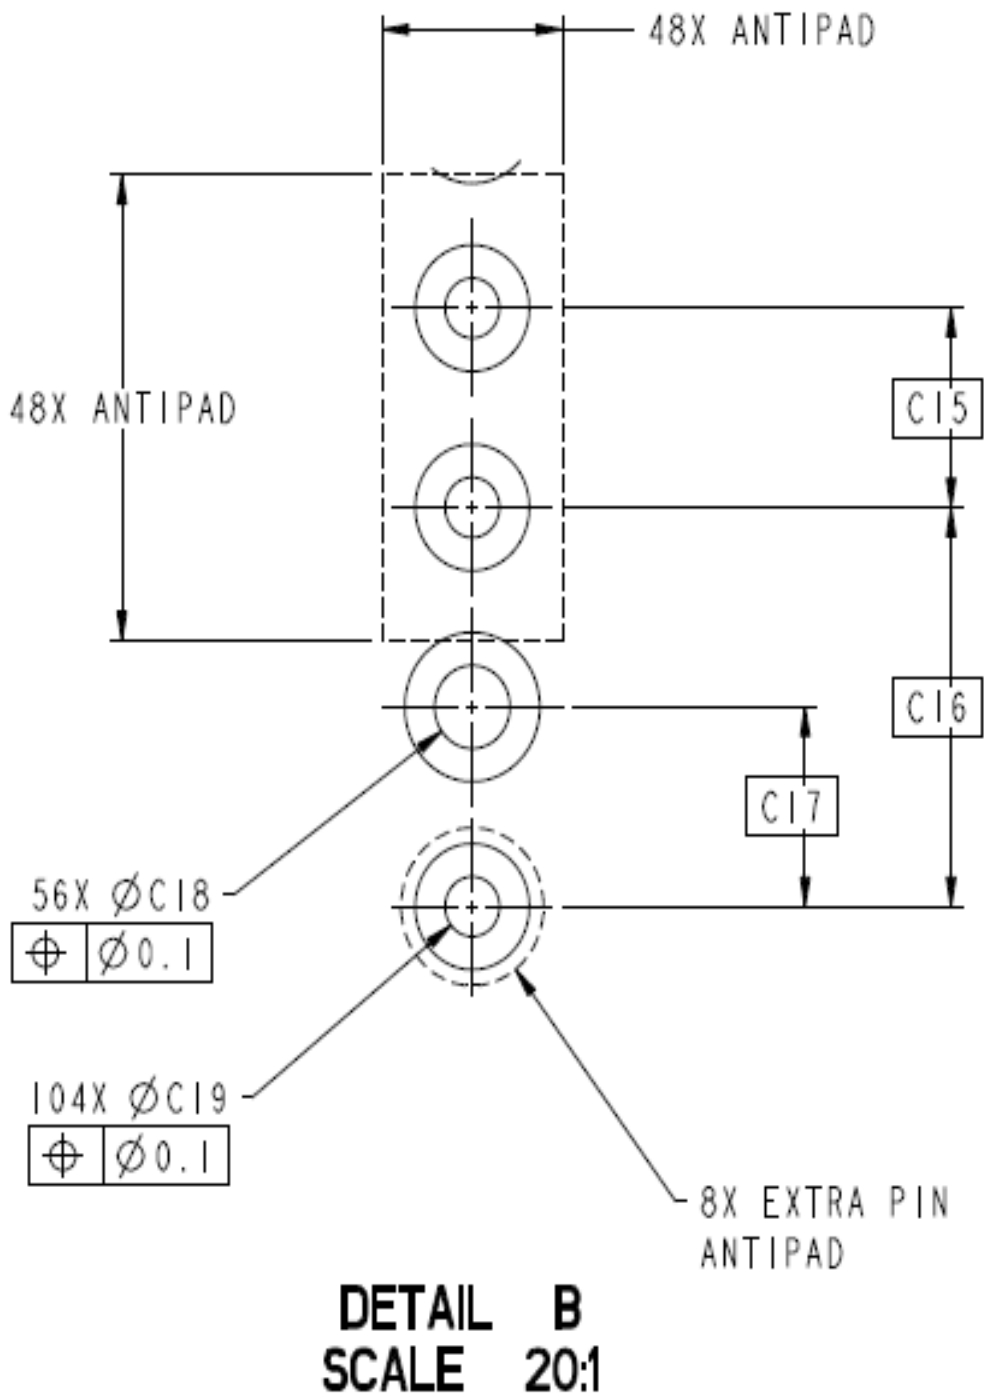 48X ANTIPAD
48X ANTIPAD
C15
C16
C17
56X ØC18
⌖ Ø0.1
104X ØC19
⌖ Ø0.1
8X EXTRA PIN
ANTIPAD
DETAIL B
SCALE 20:1